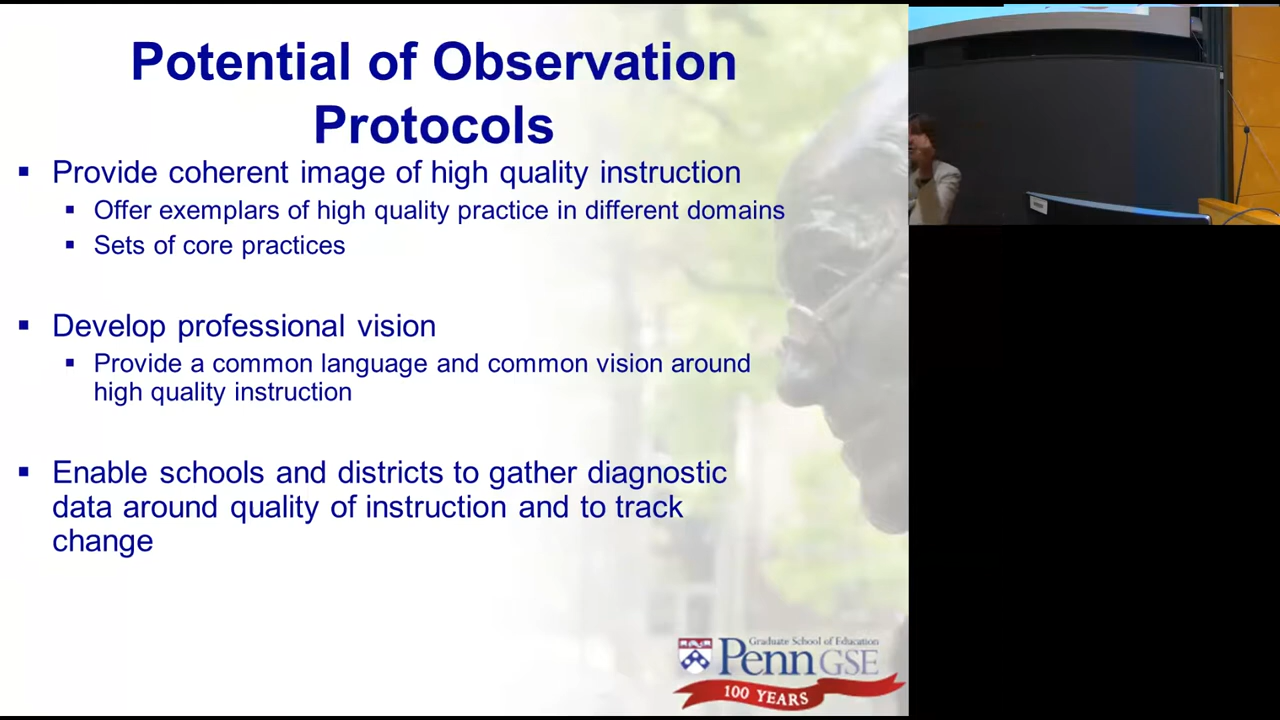 Potential of Observation
Protocols
Provide coherent image of high quality instruction
Offer exemplars of high quality practice in different domains
Sets of core practices
Develop professional vision
Provide a common language and common vision around
high quality instruction
Enable schools and districts to gather diagnostic
data around quality of instruction and to track
change
Graduate School of Education
Penn GSE
100 YEARS